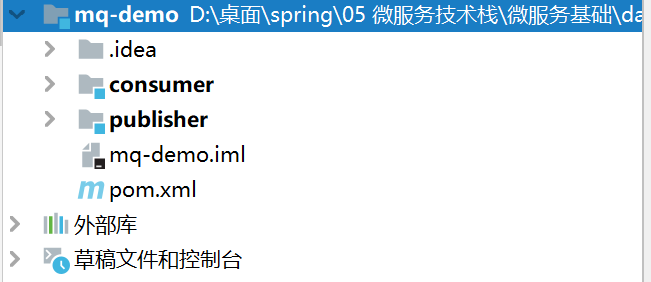 mq-demo D:\桌面\spring\05 微服务技术栈\微服务基础\da
.idea
consumer
publisher
mq-demo.iml
pom.xml
外部库
草稿文件和控制台